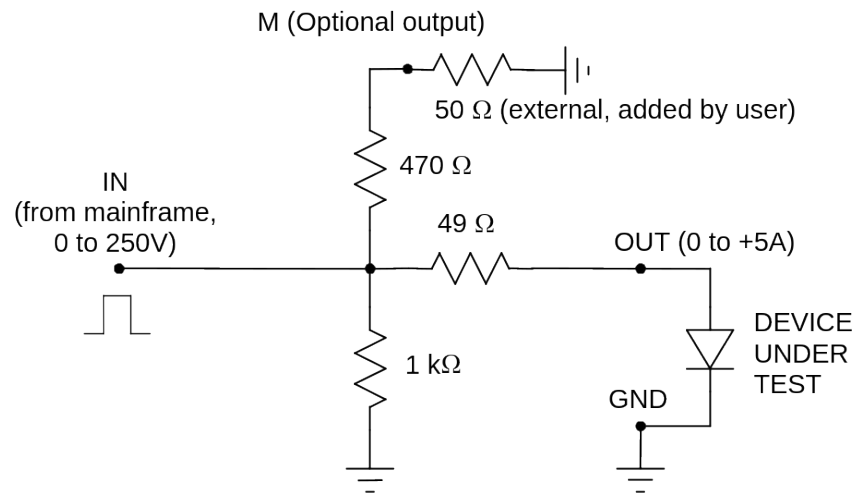 M (Optional output)
50 Ω (external, added by user)
470 Ω
IN
(from mainframe,
0 to 250V)
49 Ω
OUT (0 to +5A)
DEVICE
UNDER
TEST
1 kΩ
GND